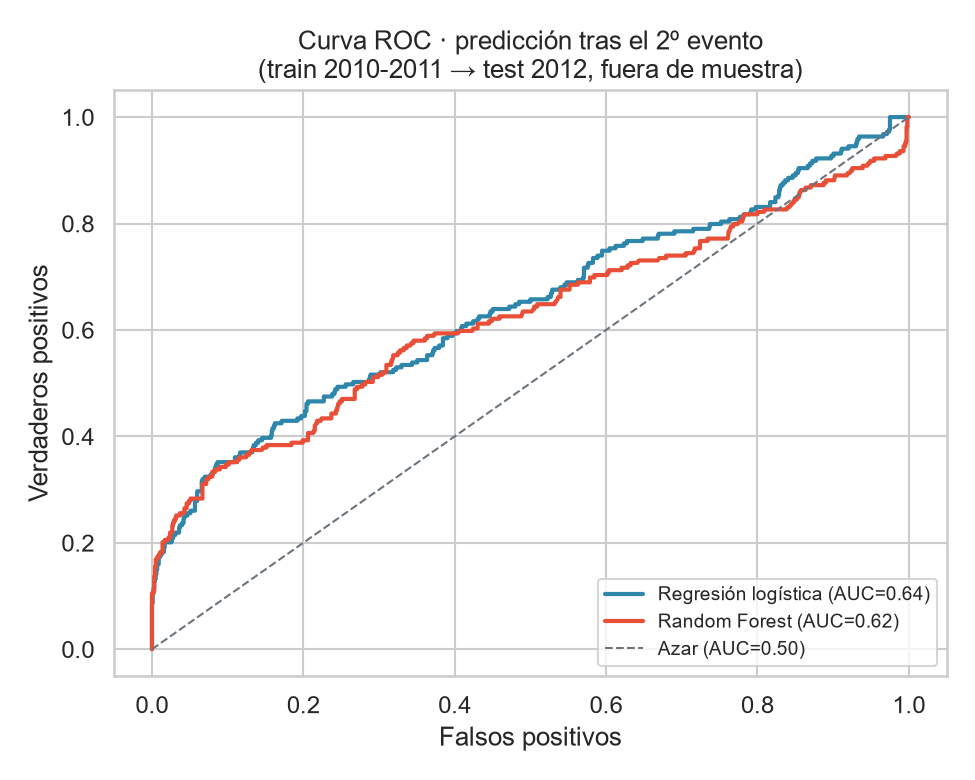 Curva ROC · predicción tras el 2º evento
(train 2010-2011 → test 2012, fuera de muestra)
Verdaderos positivos
1.0
0.8
0.6
0.4
0.2
0.0
Regresión logística (AUC=0.64)
Random Forest (AUC=0.62)
Azar (AUC=0.50)
0.0 0.2 0.4 0.6 0.8 1.0
Falsos positivos